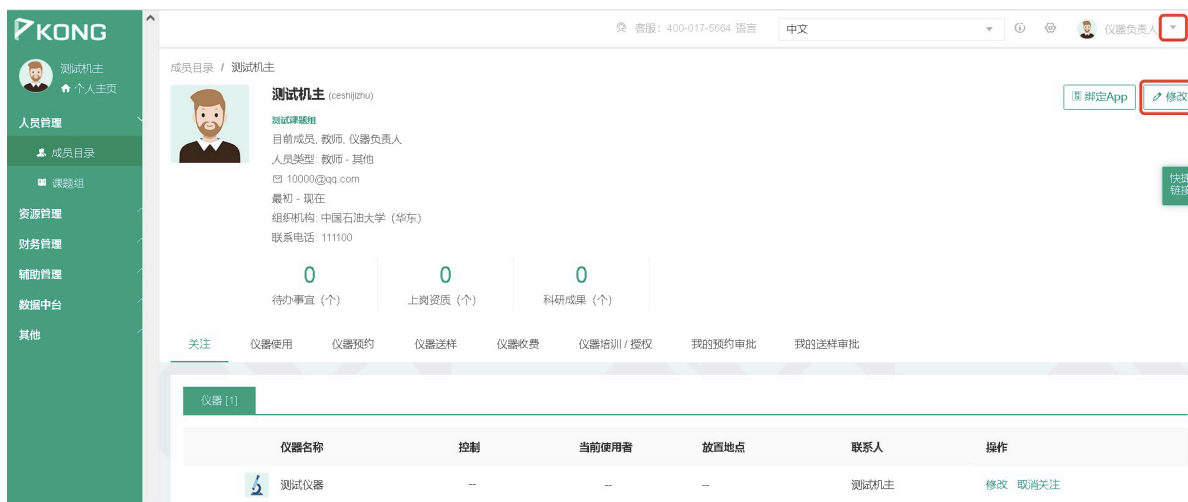 PKONG
客服：400-017-5664 语言 中文 仪器负责人
测试机主
个人主页
人员管理
成员目录
课题组
资源管理
财务管理
辅助管理
数据中台
其他
成员目录 / 测试机主
测试机主 (ceshijizhu)
绑定App 修改
测试课题组
目前成员, 教师, 仪器负责人
人员类型: 教师 - 其他
10000@qq.com
最初 - 现在
组织机构: 中国石油大学（华东）
联系电话: 111100
快捷
链接
0 0 0
待办事宜（个） 上岗资质（个） 科研成果（个）
关注 仪器使用 仪器预约 仪器送样 仪器收费 仪器培训 / 授权 我的预约审批 我的送样审批
仪器 [1]
仪器名称 控制 当前使用者 放置地点 联系人 操作
测试仪器 -- -- -- 测试机主 修改 取消关注